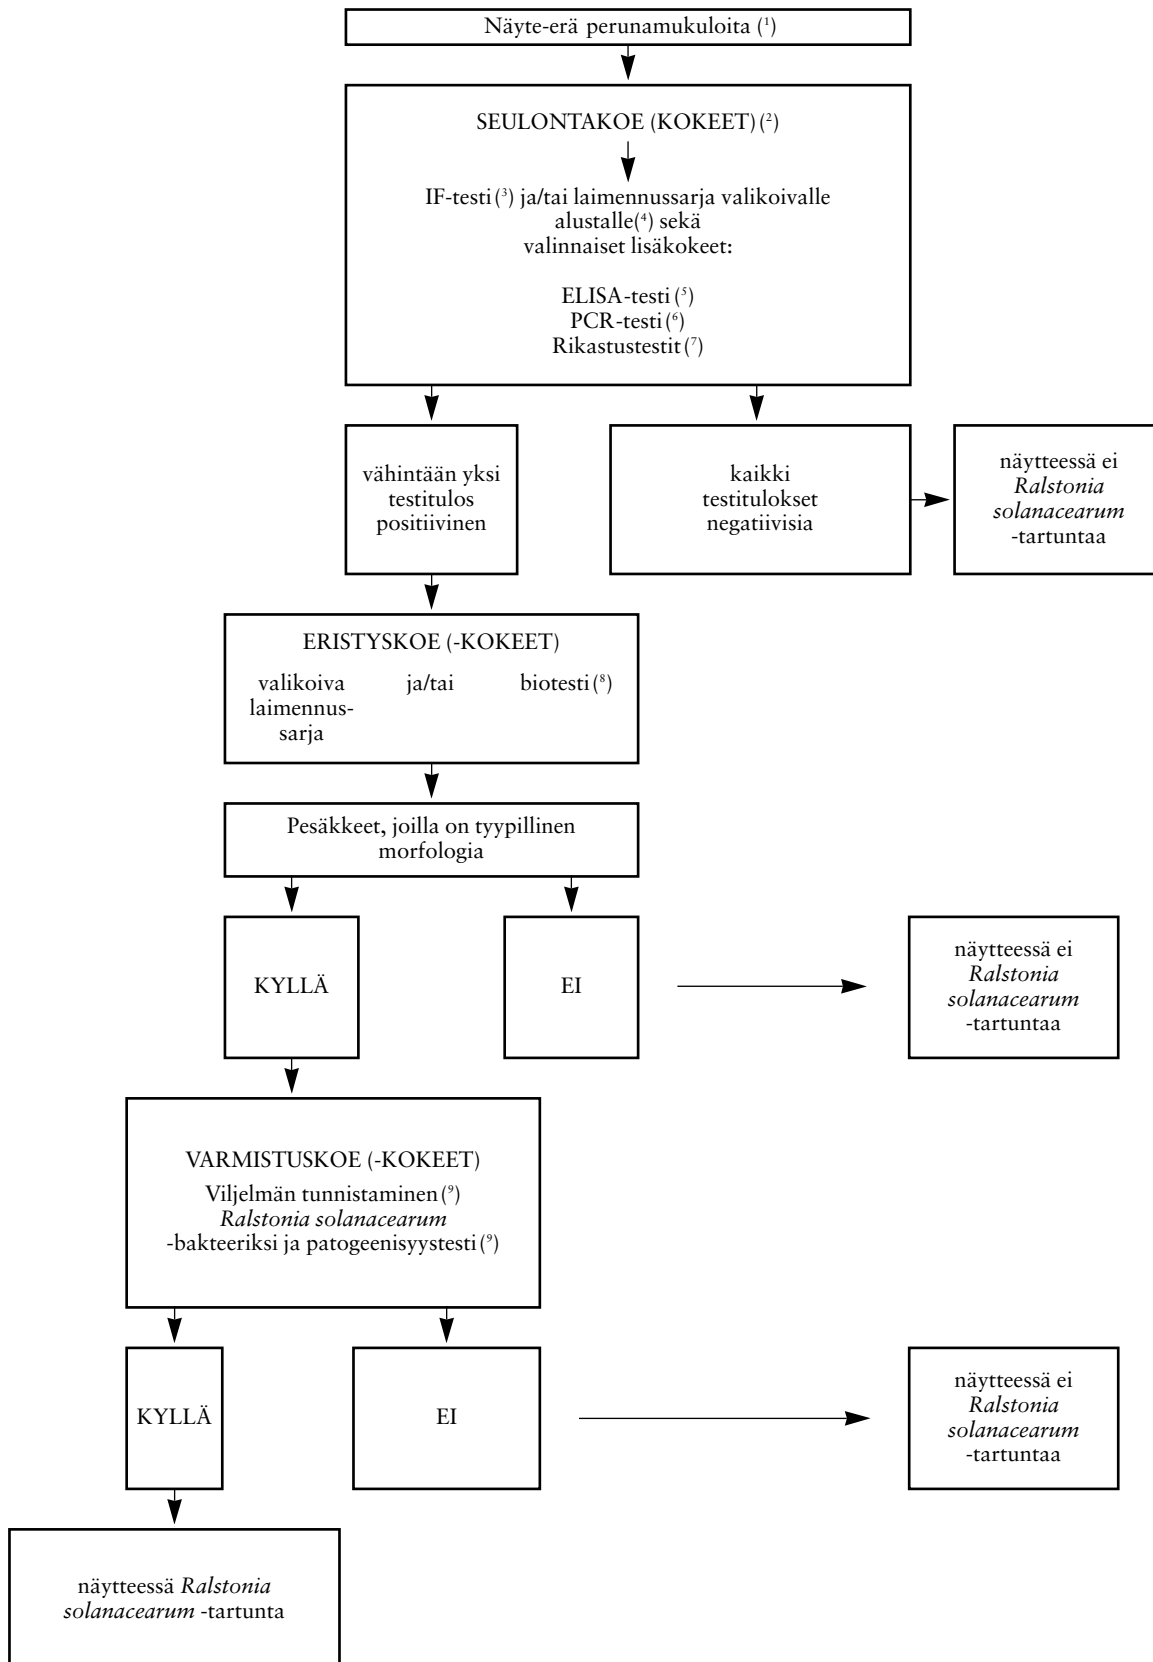 Näyte-erä perunamukuloita (¹)
SEULONTAKOE (KOKEET) (²)
IF-testi (³) ja/tai laimennussarja valikoivalle
alustalle(⁴) sekä
valinnaiset lisäkokeet:
ELISA-testi (⁵)
PCR-testi (⁶)
Rikastustestit (⁷)
vähintään yksi
testitulos
positiivinen
kaikki
testitulokset
negatiivisia
näytteessä ei
Ralstonia
solanacearum
-tartuntaa
ERISTYSKOE (-KOKEET)
valikoiva ja/tai biotesti (⁸)
laimennus-
sarja
Pesäkkeet, joilla on tyypillinen
morfologia
KYLLÄ
EI
näytteessä ei
Ralstonia
solanacearum
-tartuntaa
VARMISTUSKOE (-KOKEET)
Viljelmän tunnistaminen (⁹)
Ralstonia solanacearum
-bakteeriksi ja patogeenisyystesti (⁹)
KYLLÄ
EI
näytteessä ei
Ralstonia
solanacearum
-tartuntaa
näytteessä Ralstonia
solanacearum -tartunta